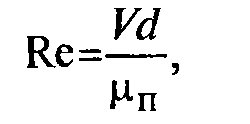 Re = Vd / μп,